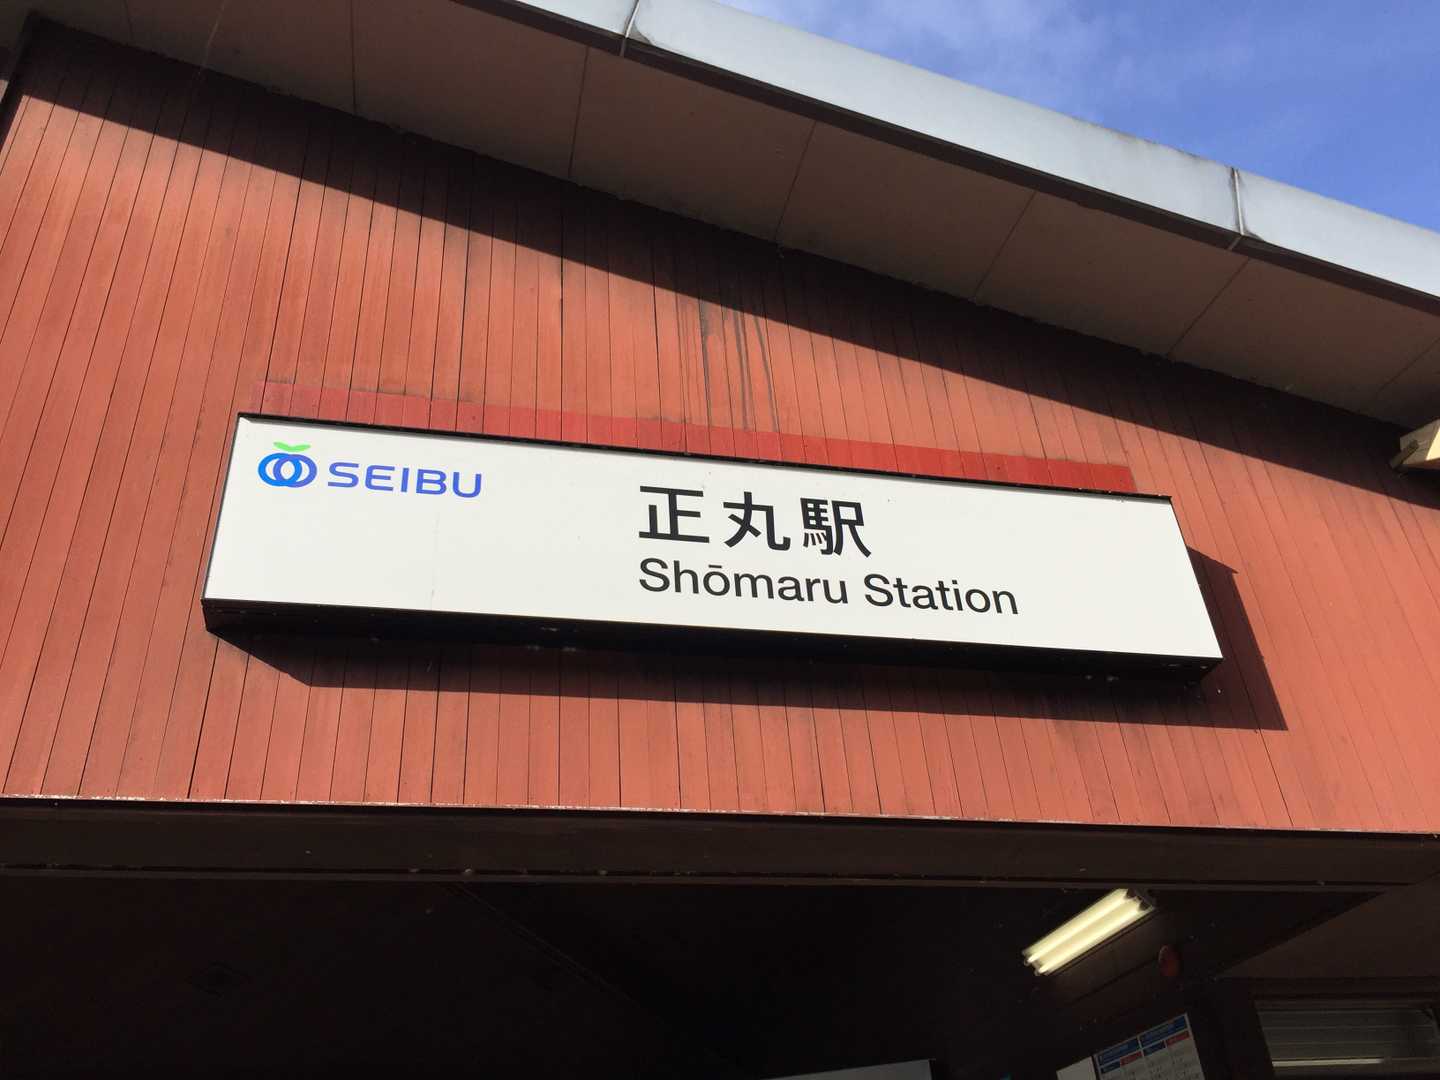 SEIBU
正丸駅
Shōmaru Station